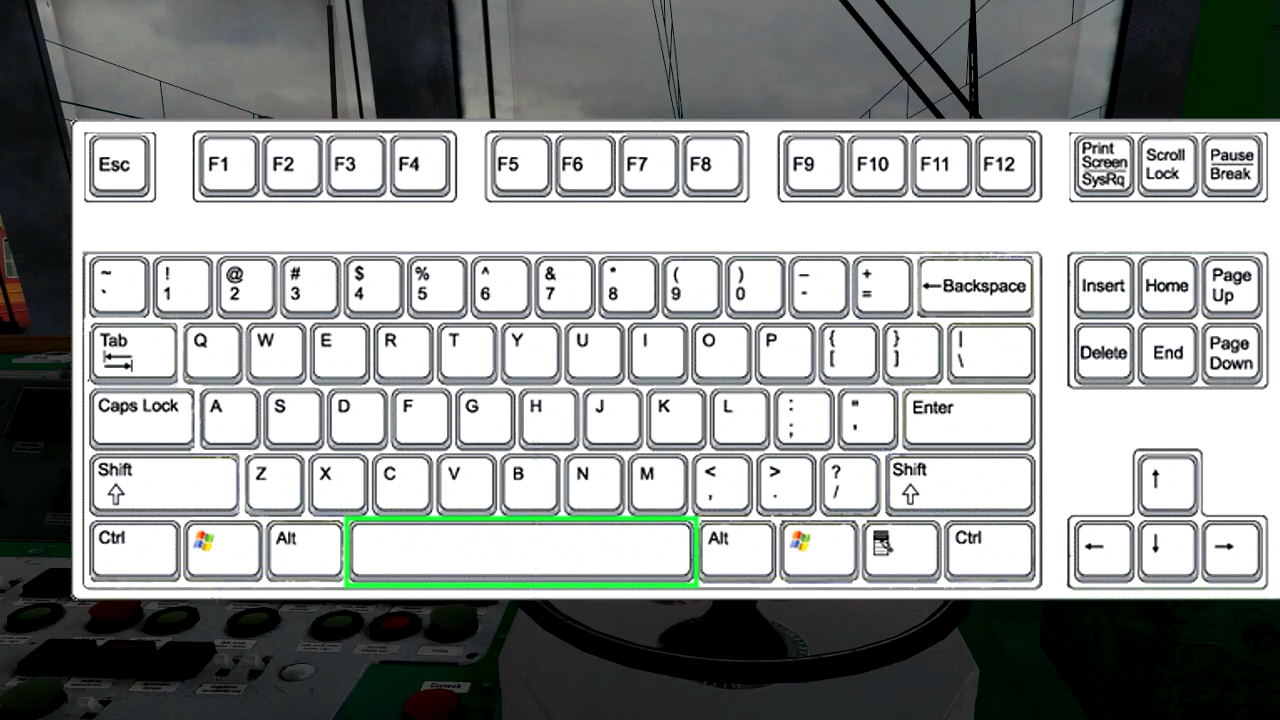 Esc F1 F2 F3 F4 F5 F6 F7 F8 F9 F10 F11 F12 Print Screen SysRq Scroll Lock Pause Break
~ ` ! 1 @ 2 # 3 $ 4 % 5 ^ 6 & 7 * 8 ( 9 ) 0 _ - + = ←Backspace Insert Home Page Up
Tab Q W E R T Y U I O P { [ } ] | \ Delete End Page Down
Caps Lock A S D F G H J K L : ; " ' Enter
Shift Z X C V B N M < , > . ? / Shift ↑
Ctrl Alt Alt Ctrl ← ↓ →